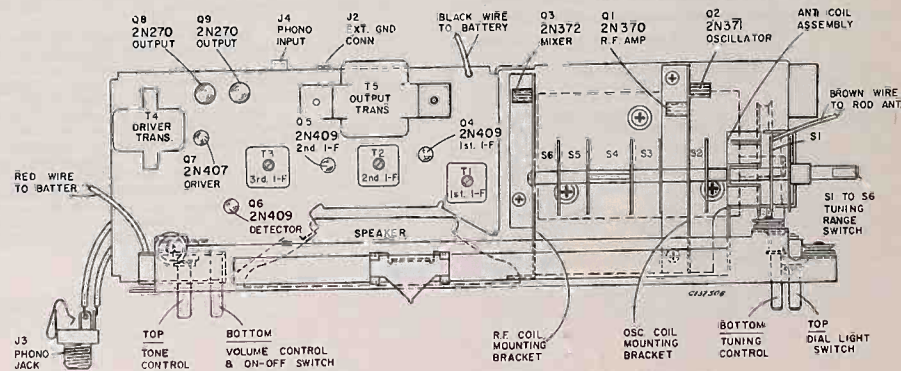 Q8
2N270
OUTPUT
Q9
2N270
OUTPUT
J4
PHONO
INPUT
J2
EXT. GND
CONN
BLACK WIRE
TO BATTERY
Q3
2N372
MIXER
Q1
2N370
R.F AMP
Q2
2N371
OSCILLATOR
ANT COIL
ASSEMBLY
BROWN WIRE
TO ROD ANT.
T4
DRIVER
TRANS.
T5
OUTPUT
TRANS
Q5
2N409
2nd. I-F
Q4
2N409
1st. I-F
Q7
2N407
DRIVER
T3
3rd. I-F
T2
2nd I-F
T1
1st. I-F
S6
S5
S4
S3
S2
S1
RED WIRE
TO BATTER
Q6
2N409
DETECTOR
SPEAKER
S1 TO S6
TUNING
RANGE
SWITCH
C137506
J3
PHONO
JACK
TOP
TONE
CONTROL
BOTTOM
VOLUME CONTROL
& ON-OFF SWITCH
R.F. COIL
MOUNTING
BRACKET
OSC COIL
MOUNTING
BRACKET
BOTTOM
TUNING
CONTROL
TOP
DIAL LIGHT
SWITCH